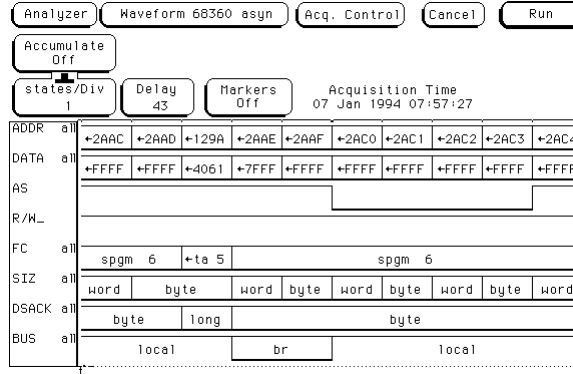 Analyzer Waveform 68360 asyn Acq. Control Cancel Run
Accumulate
Off
states/Div Delay Markers Acquisition Time
1 43 Off 07 Jan 1994 07:57:27
ADDR all ←2AAC ←2AAD ←129A ←2AAE ←2AAF ←2AC0 ←2AC1 ←2AC2 ←2AC3 ←2AC4
DATA all ←FFFF ←FFFF ←4061 ←7FFF ←FFFF ←FFFF ←FFFF ←FFFF ←FFFF ←FFF
AS
R/W_
FC all spgm 6 ←ta 5 spgm 6
SIZ all word byte word byte word byte word byte word
DSACK all byte long byte
BUS all local br local